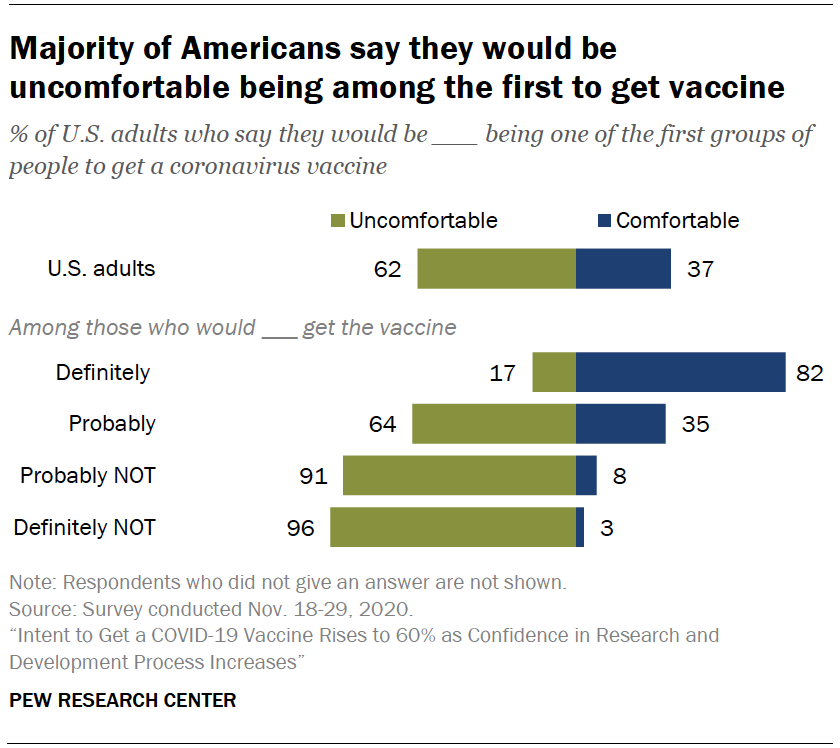 Majority of Americans say they would be
uncomfortable being among the first to get vaccine
% of U.S. adults who say they would be ____ being one of the first groups of
people to get a coronavirus vaccine
Uncomfortable Comfortable
U.S. adults 62 37
Among those who would ___ get the vaccine
Definitely 17 82
Probably 64 35
Probably NOT 91 8
Definitely NOT 96 3
Note: Respondents who did not give an answer are not shown.
Source: Survey conducted Nov. 18-29, 2020.
“Intent to Get a COVID-19 Vaccine Rises to 60% as Confidence in Research and
Development Process Increases”
PEW RESEARCH CENTER